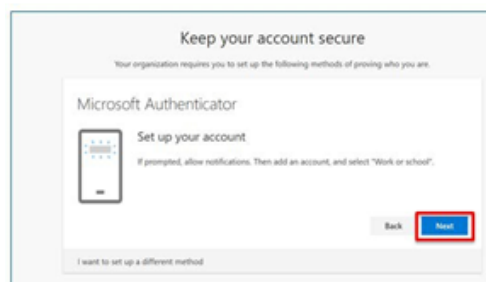 Keep your account secure
Your organization requires you to set up the following methods of proving who you are.
Microsoft Authenticator
Set up your account
If prompted, allow notifications. Then add an account, and select "Work or school".
Back
Next
I want to set up a different method